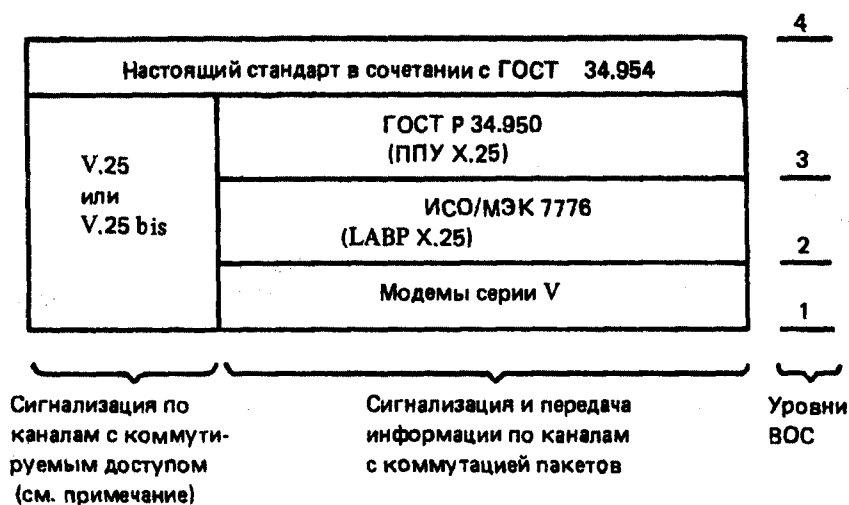 4
Настоящий стандарт в сочетании с ГОСТ 34.954
ГОСТ Р 34.950
(ППУ X.25)
V.25
или
V.25 bis
3
ИСО/МЭК 7776
(LABP X.25)
2
Модемы серии V
1
Сигнализация по
каналам с коммути-
руемым доступом
(см. примечание)
Сигнализация и передача
информации по каналам
с коммутацией пакетов
Уровни
ВОС